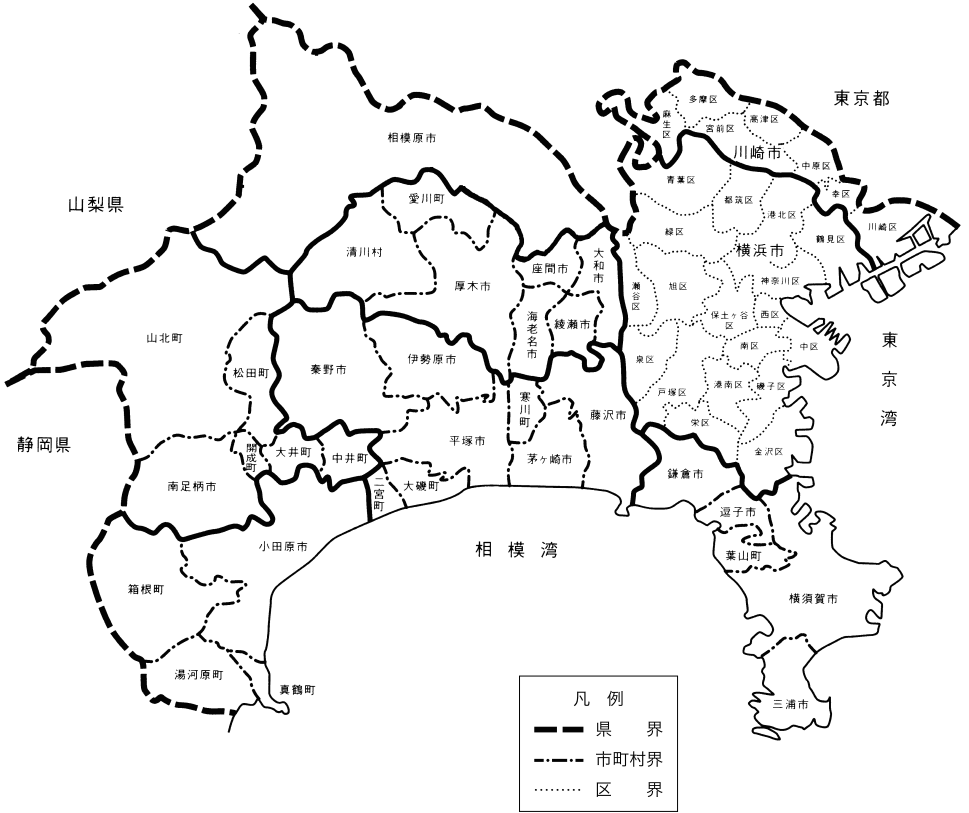 東京都
多摩区
麻生区
宮前区
高津区
川崎市
中原区
幸区
川崎区
相模原市
山梨県
愛川町
清川村
厚木市
座間市
大和市
海老名市
綾瀬市
青葉区
都筑区
港北区
緑区
横浜市
鶴見区
瀬谷区
旭区
神奈川区
保土ヶ谷区
西区
南区
中区
泉区
戸塚区
港南区
磯子区
栄区
金沢区
東京湾
山北町
松田町
秦野市
伊勢原市
寒川町
藤沢市
静岡県
開成町
大井町
中井町
平塚市
茅ヶ崎市
鎌倉市
南足柄市
二宮町
大磯町
逗子市
小田原市
相模湾
葉山町
箱根町
横須賀市
湯河原町
真鶴町
三浦市
凡 例
県 界
市町村界
区 界